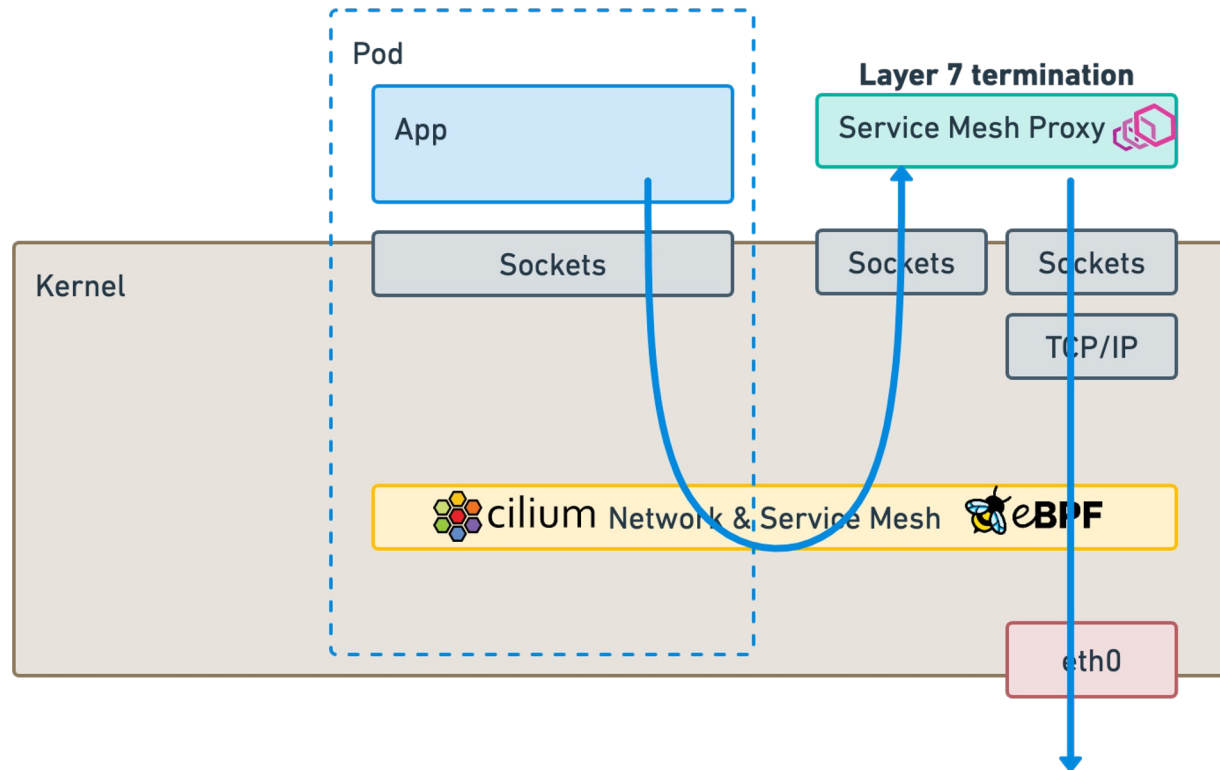 Pod
Layer 7 termination
App
Service Mesh Proxy
Kernel
Sockets
Sockets
Sockets
TCP/IP
cilium Network & Service Mesh eBPF
eth0